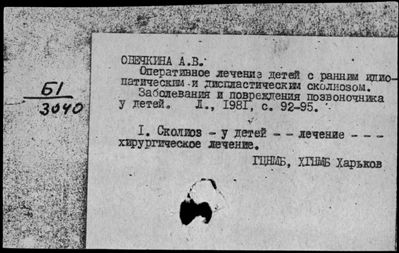 ОВЕЧКИНА А.В.
Б1
3040
Оперативное лечениз детей с ранним идио-
патическим и диспластическим сколиозом.
Заболевания и повреждения позвоночника
у детей. Л., 1981, с. 92-95.
I. Сколиоз - у детей - - лечение - - -
хирургическое лечение.
ГЦНМБ, ХГНМБ Харьков